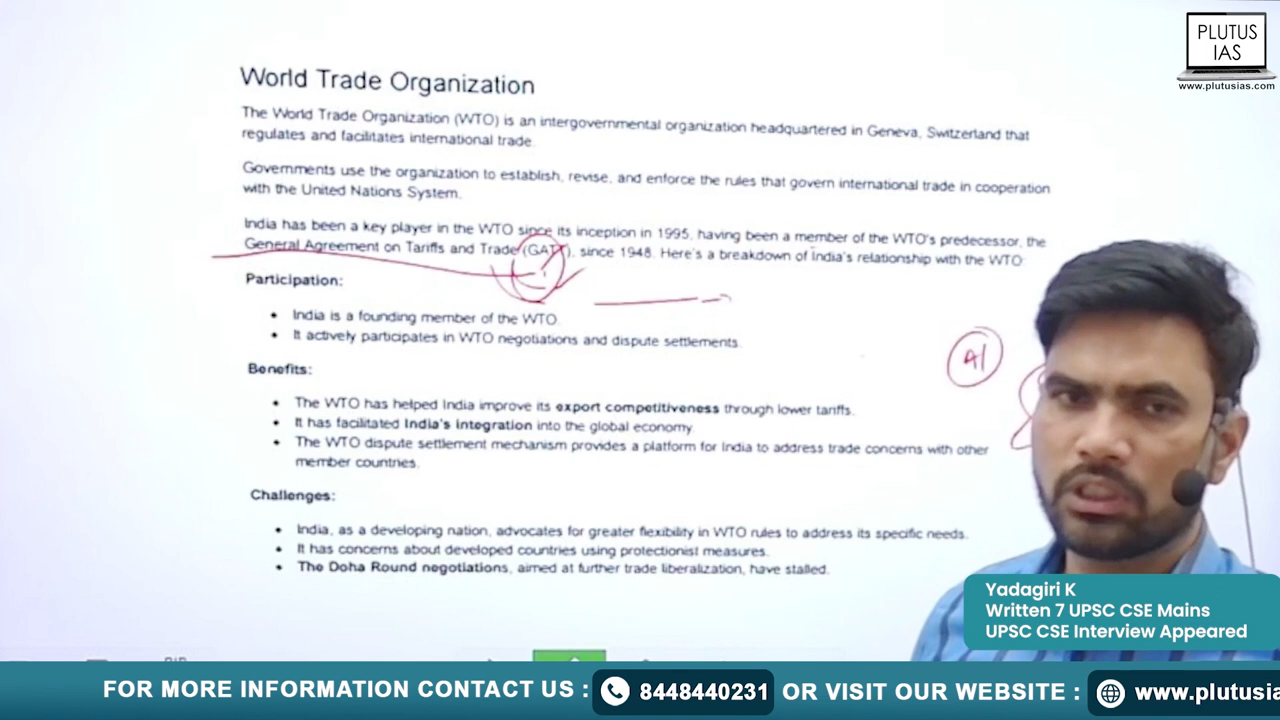 PLUTUS
IAS
www.plutusias.com
World Trade Organization
The World Trade Organization (WTO) is an intergovernmental organization headquartered in Geneva, Switzerland that
regulates and facilitates international trade.
Governments use the organization to establish, revise, and enforce the rules that govern international trade in cooperation
with the United Nations System.
India has been a key player in the WTO since its inception in 1995, having been a member of the WTO's predecessor, the
General Agreement on Tariffs and Trade (GATT), since 1948. Here's a breakdown of India's relationship with the WTO:
Participation:
• India is a founding member of the WTO.
• It actively participates in WTO negotiations and dispute settlements.
Benefits:
• The WTO has helped India improve its export competitiveness through lower tariffs.
• It has facilitated India's integration into the global economy.
• The WTO dispute settlement mechanism provides a platform for India to address trade concerns with other
member countries.
AI
Challenges:
• India, as a developing nation, advocates for greater flexibility in WTO rules to address its specific needs.
• It has concerns about developed countries using protectionist measures.
• The Doha Round negotiations, aimed at further trade liberalization, have stalled.
Yadagiri K
Written 7 UPSC CSE Mains
UPSC CSE Interview Appeared
FOR MORE INFORMATION CONTACT US : 8448440231 OR VISIT OUR WEBSITE : www.plutusia